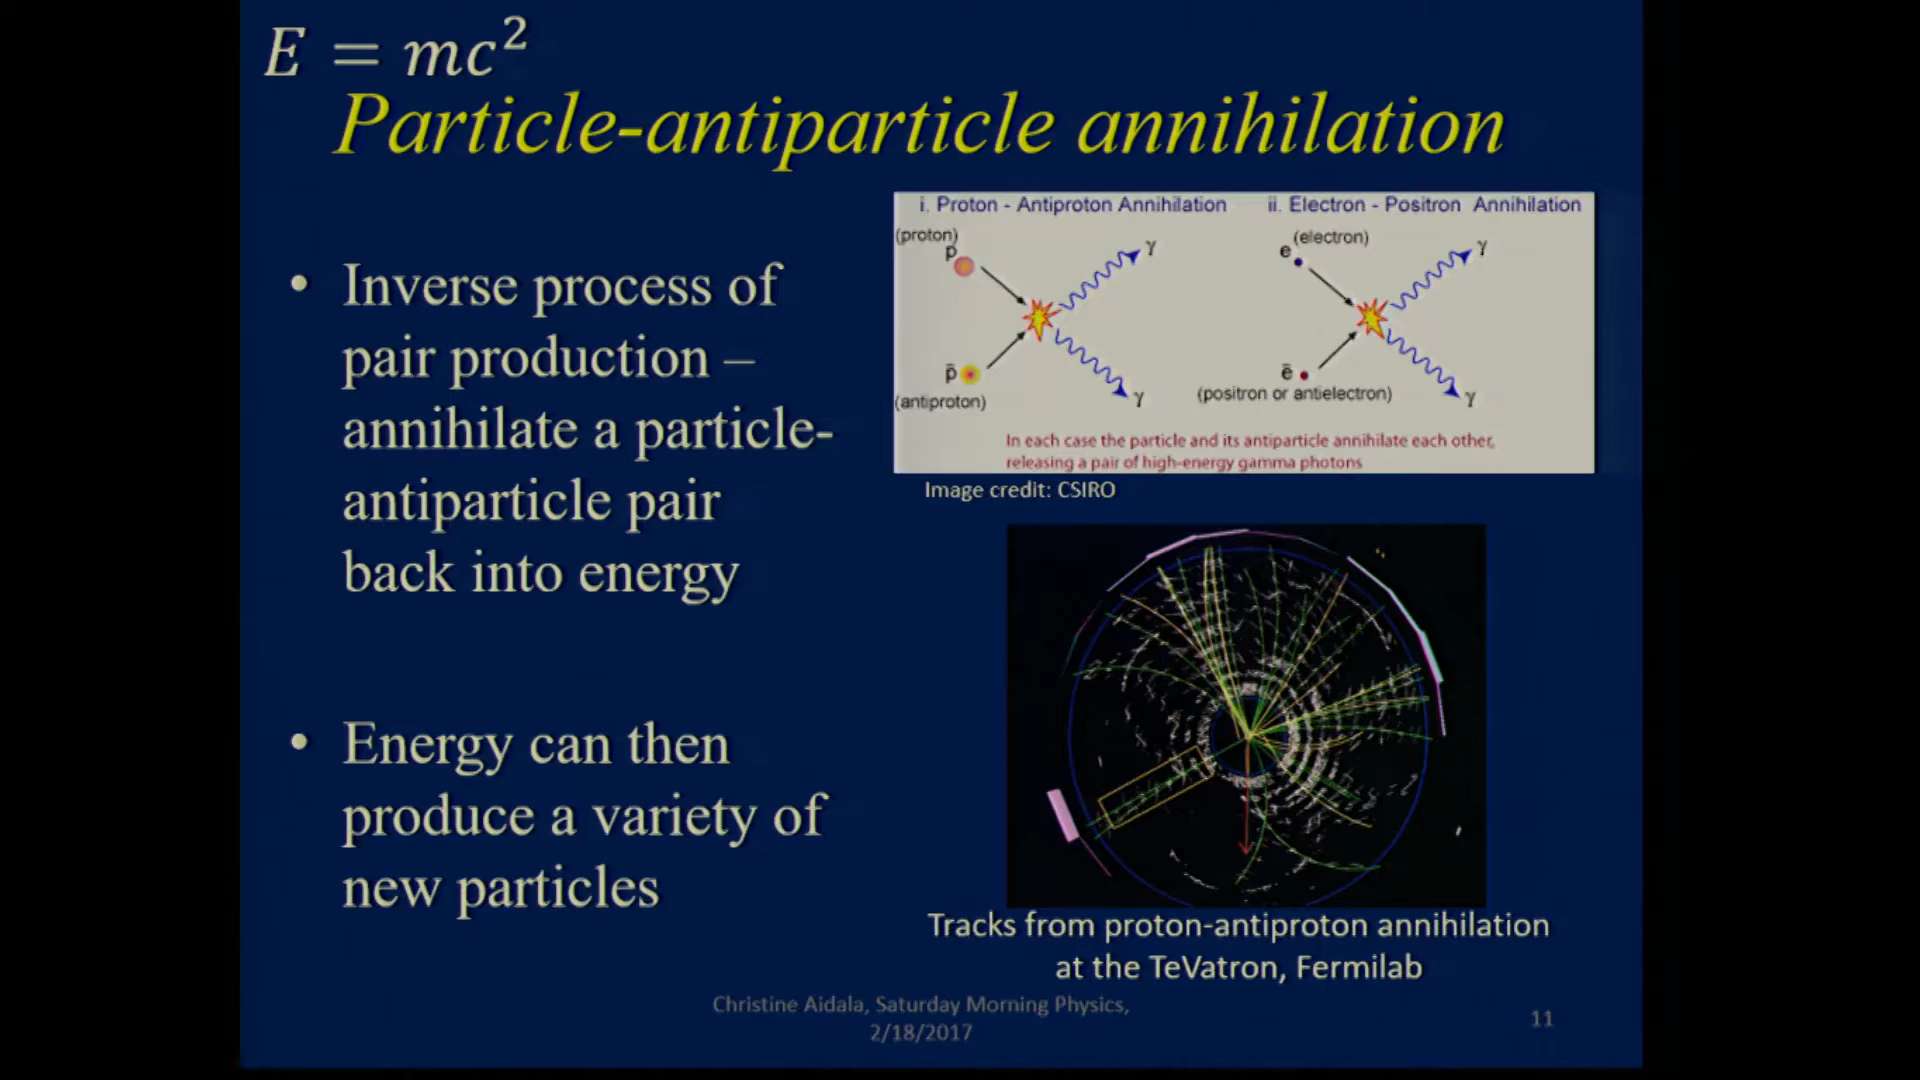 E = mc²
Particle-antiparticle annihilation
• Inverse process of
pair production –
annihilate a particle-
antiparticle pair
back into energy
• Energy can then
produce a variety of
new particles
i. Proton - Antiproton Annihilation
(proton)
p
γ
p̄
(antiproton)
γ
ii. Electron - Positron Annihilation
(electron)
e
γ
ē
(positron or antielectron)
γ
In each case the particle and its antiparticle annihilate each other,
releasing a pair of high-energy gamma photons
Image credit: CSIRO
Tracks from proton-antiproton annihilation
at the TeVatron, Fermilab
Christine Aidala, Saturday Morning Physics,
2/18/2017
11